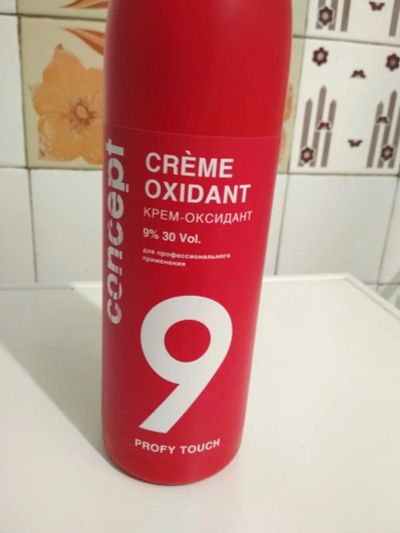 concept
CRÈME
OXIDANT
КРЕМ-ОКСИДАНТ
9% 30 Vol.
для профессионального
применения
9
PROFY TOUCH